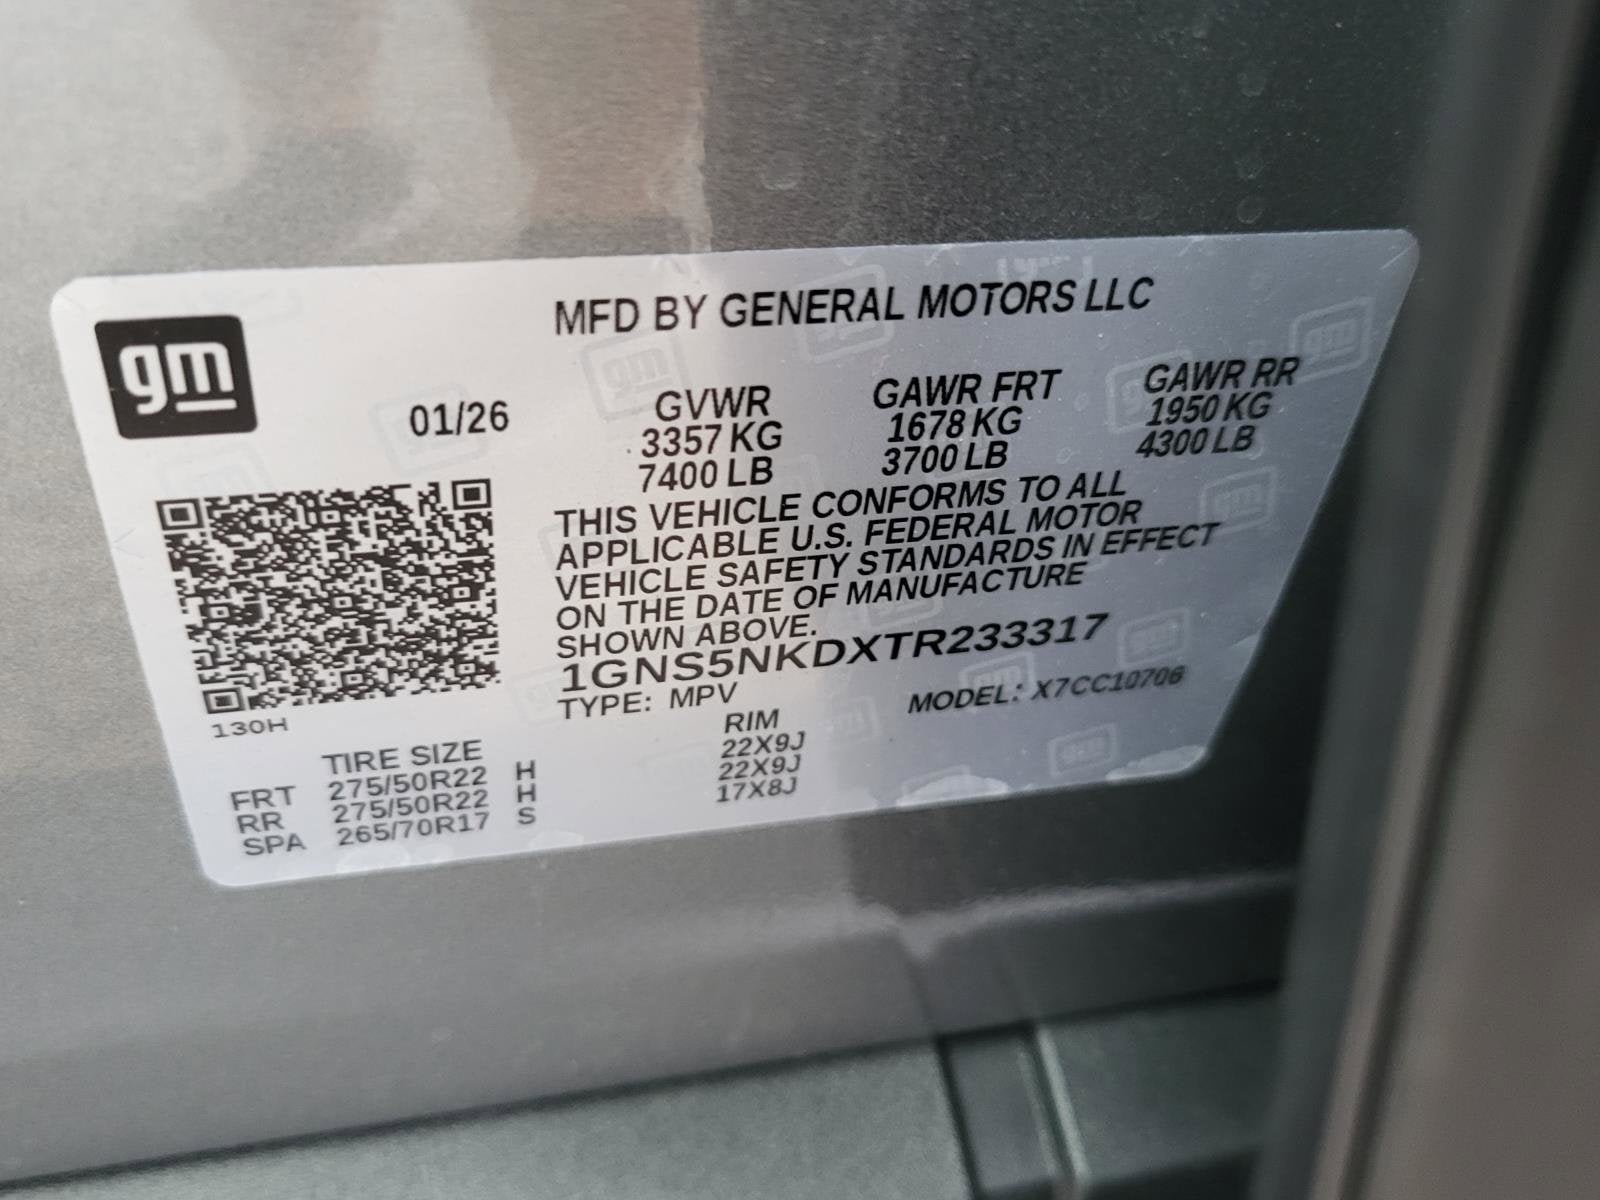 gm
MFD BY GENERAL MOTORS LLC
01/26
GVWR GAWR FRT GAWR RR
3357 KG 1678 KG 1950 KG
7400 LB 3700 LB 4300 LB
THIS VEHICLE CONFORMS TO ALL
APPLICABLE U.S. FEDERAL MOTOR
VEHICLE SAFETY STANDARDS IN EFFECT
ON THE DATE OF MANUFACTURE
SHOWN ABOVE.
1GNS5NKDXTR233317
TYPE: MPV MODEL: X7CC10706
130H
TIRE SIZE RIM
FRT 275/50R22 H 22X9J
RR 275/50R22 H 22X9J
SPA 265/70R17 S 17X8J